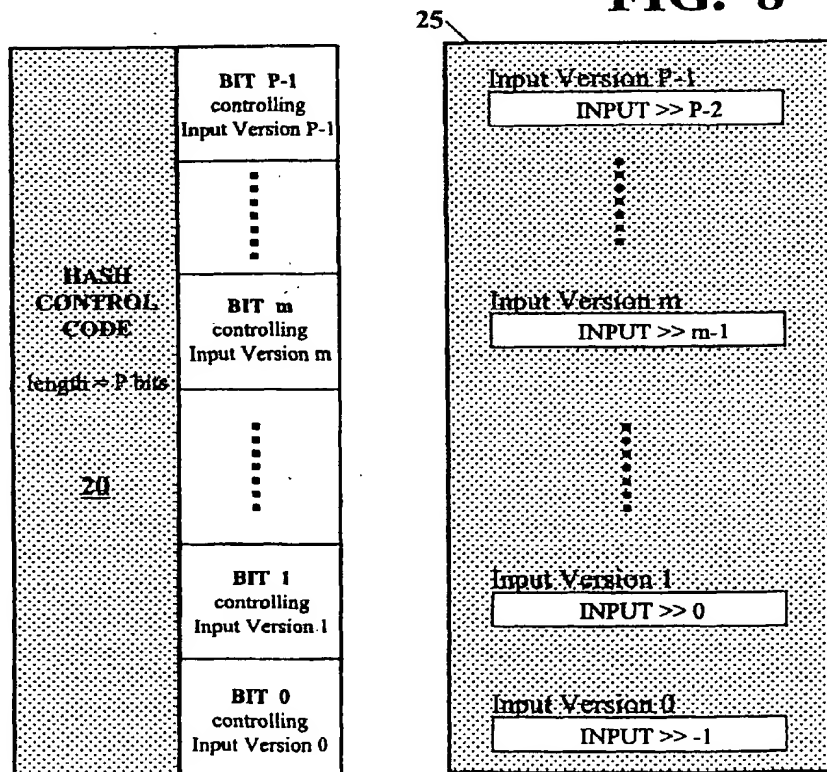 FIG. 8
25
BIT P-1
controlling
Input Version P-1
HASH
CONTROL
CODE
length = P bits
20
BIT m
controlling
Input Version m
BIT 1
controlling
Input Version 1
BIT 0
controlling
Input Version 0
Input Version P-1
INPUT >> P-2
Input Version m
INPUT >> m-1
Input Version 1
INPUT >> 0
Input Version 0
INPUT >> -1